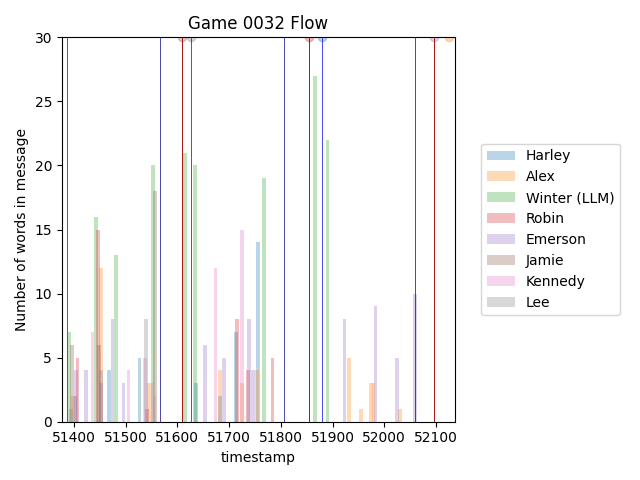 Game 0032 Flow
30
25
20
15
10
5
0
Number of words in message
51400 51500 51600 51700 51800 51900 52000 52100
timestamp
Harley
Alex
Winter (LLM)
Robin
Emerson
Jamie
Kennedy
Lee